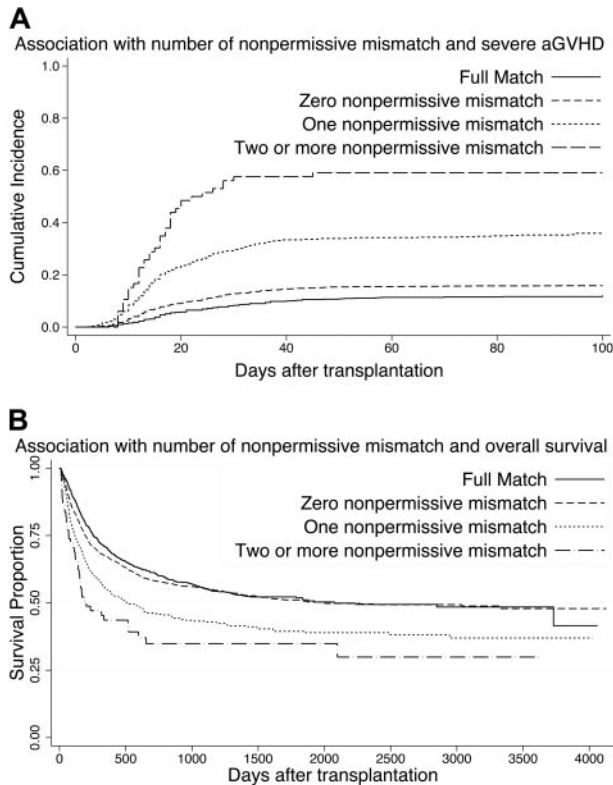 A
Association with number of nonpermissive mismatch and severe aGVHD
Full Match
Zero nonpermissive mismatch
One nonpermissive mismatch
Two or more nonpermissive mismatch
Cumulative Incidence
1.0
0.8
0.6
0.4
0.2
0.0
0 20 40 60 80 100
Days after transplantation
B
Association with number of nonpermissive mismatch and overall survival
Full Match
Zero nonpermissive mismatch
One nonpermissive mismatch
Two or more nonpermissive mismatch
Survival Proportion
1.00
0.75
0.50
0.25
0.00
0 500 1000 1500 2000 2500 3000 3500 4000
Days after transplantation